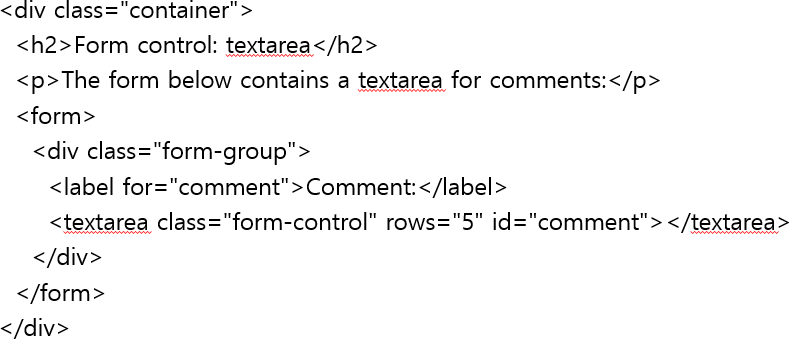 <div class="container">
  <h2>Form control: textarea</h2>
  <p>The form below contains a textarea for comments:</p>
  <form>
    <div class="form-group">
      <label for="comment">Comment:</label>
      <textarea class="form-control" rows="5" id="comment"></textarea>
    </div>
  </form>
</div>